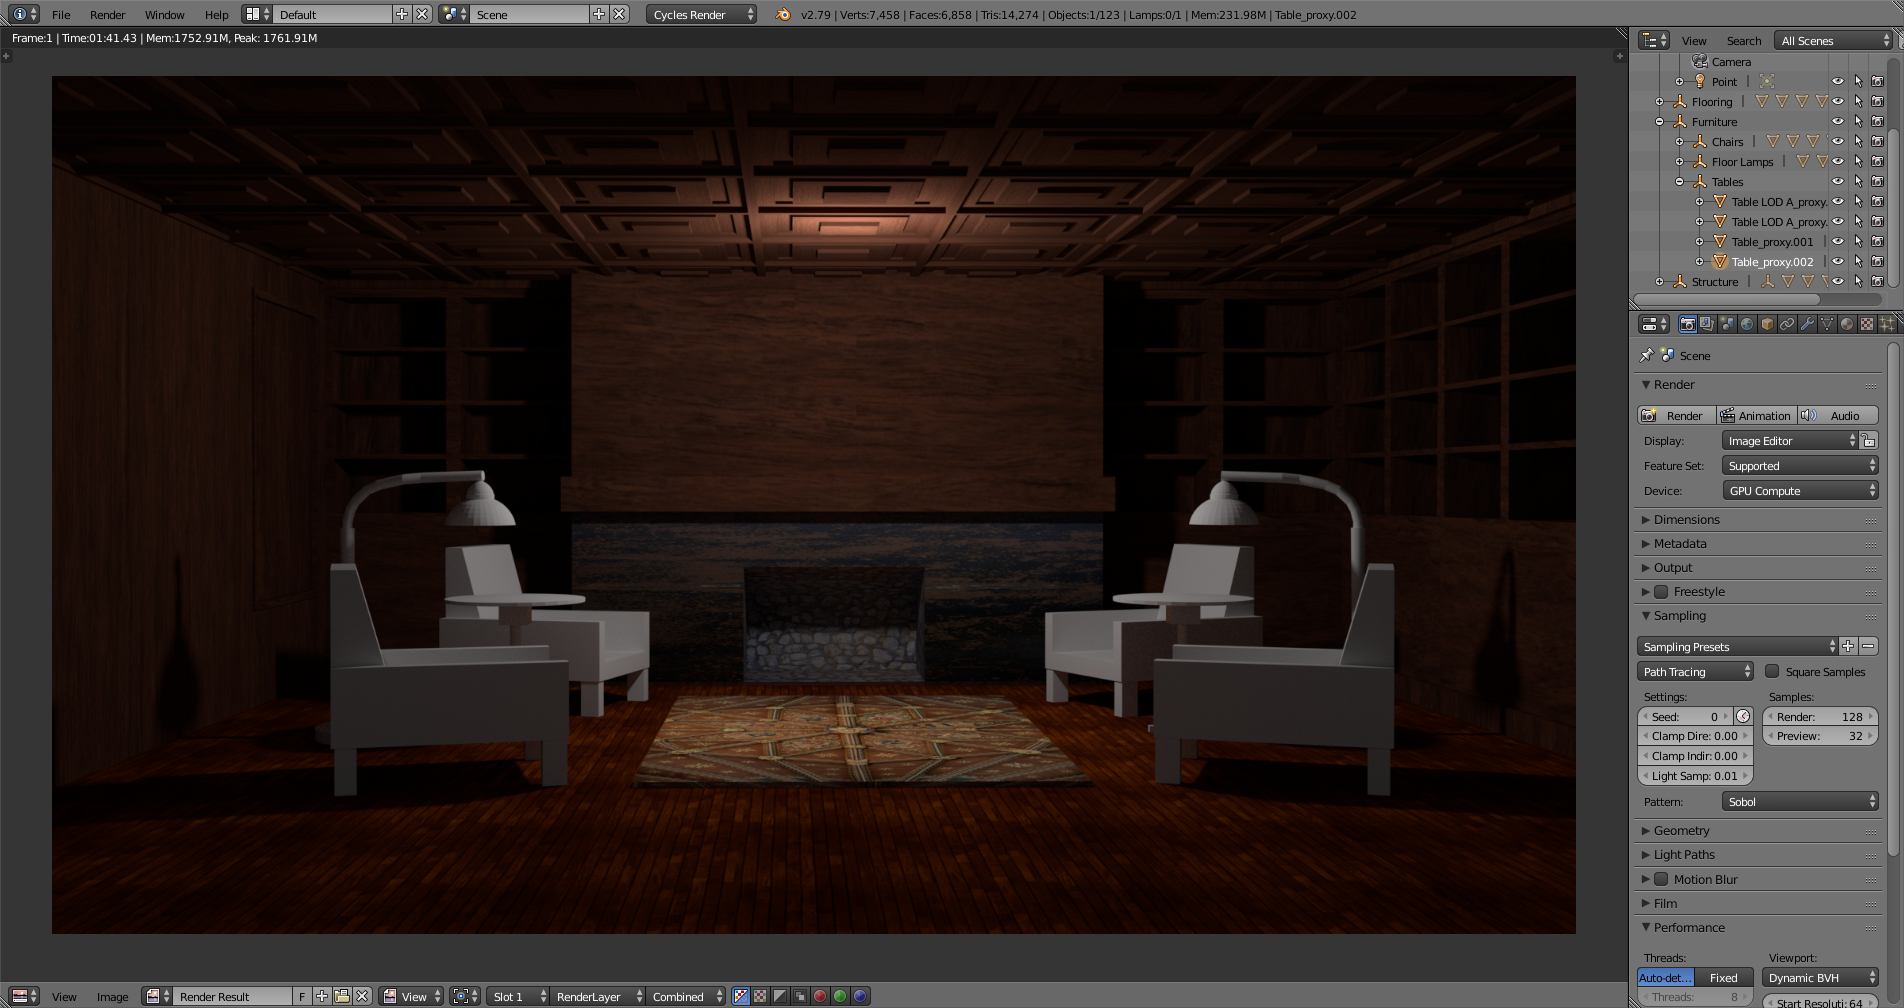 File Render Window Help Default Scene Cycles Render v2.79 | Verts:7,458 | Faces:6,858 | Tris:14,274 | Objects:1/123 | Lamps:0/1 | Mem:231.98M | Table_proxy.002
Frame:1 | Time:01:41.43 | Mem:1752.91M, Peak: 1761.91M
View Search All Scenes
Camera
Point
Flooring
Furniture
Chairs
Floor Lamps
Tables
Table LOD A_proxy.
Table LOD A_proxy.
Table_proxy.001
Table_proxy.002
Structure
Scene
Render
Render Animation Audio
Display: Image Editor
Feature Set: Supported
Device: GPU Compute
Dimensions
Metadata
Output
Freestyle
Sampling
Sampling Presets
Path Tracing Square Samples
Settings: Samples:
Seed: 0 Render: 128
Clamp Dire: 0.00 Preview: 32
Clamp Indir: 0.00
Light Samp: 0.01
Pattern: Sobol
Geometry
Light Paths
Motion Blur
Film
Performance
Threads: Viewport:
Auto-det... Fixed Dynamic BVH
Threads: 8 Start Resoluti: 64
View Image Render Result F View Slot 1 RenderLayer Combined